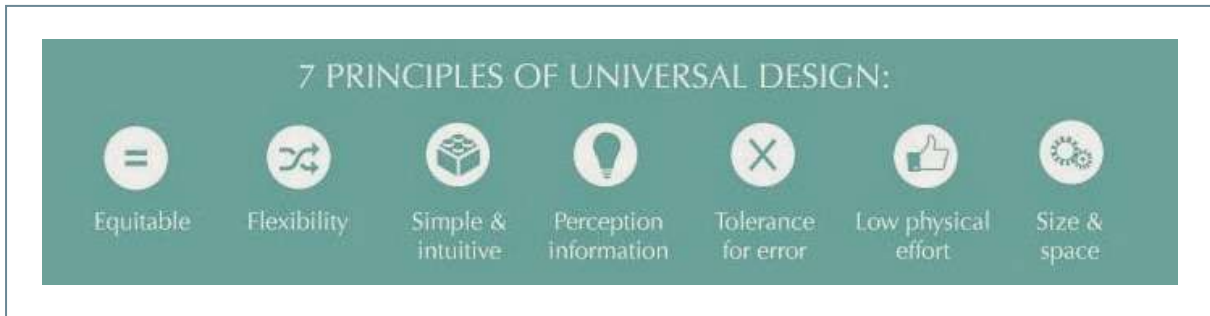 7 PRINCIPLES OF UNIVERSAL DESIGN:
Equitable
Flexibility
Simple &
intuitive
Perception
information
Tolerance
for error
Low physical
effort
Size &
space